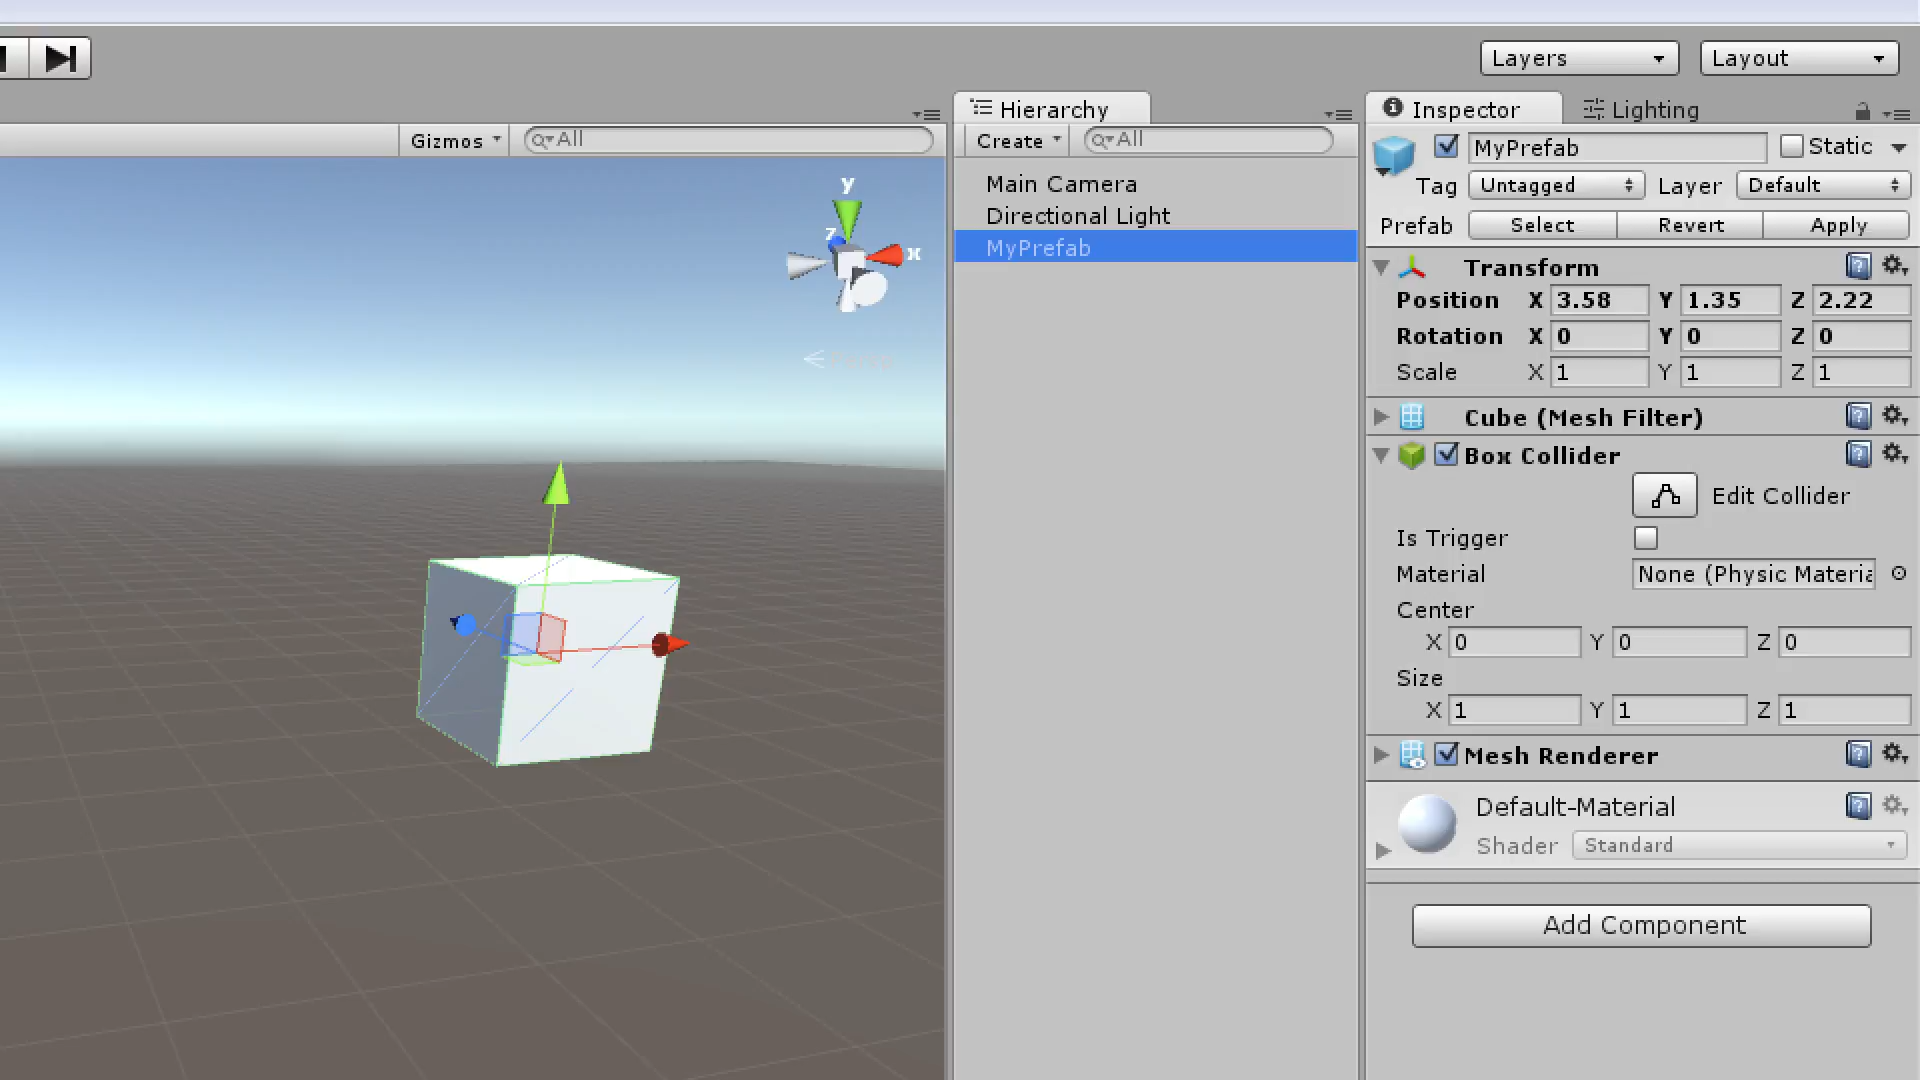 Layers
Layout
Gizmos
All
y
z
x
Persp
Hierarchy
Create
All
Main Camera
Directional Light
MyPrefab
Inspector
Lighting
MyPrefab
Static
Tag Untagged Layer Default
Prefab Select Revert Apply
Transform
Position X 3.58 Y 1.35 Z 2.22
Rotation X 0 Y 0 Z 0
Scale X 1 Y 1 Z 1
Cube (Mesh Filter)
Box Collider
Edit Collider
Is Trigger
Material None (Physic Materia
Center
X 0 Y 0 Z 0
Size
X 1 Y 1 Z 1
Mesh Renderer
Default-Material
Shader Standard
Add Component